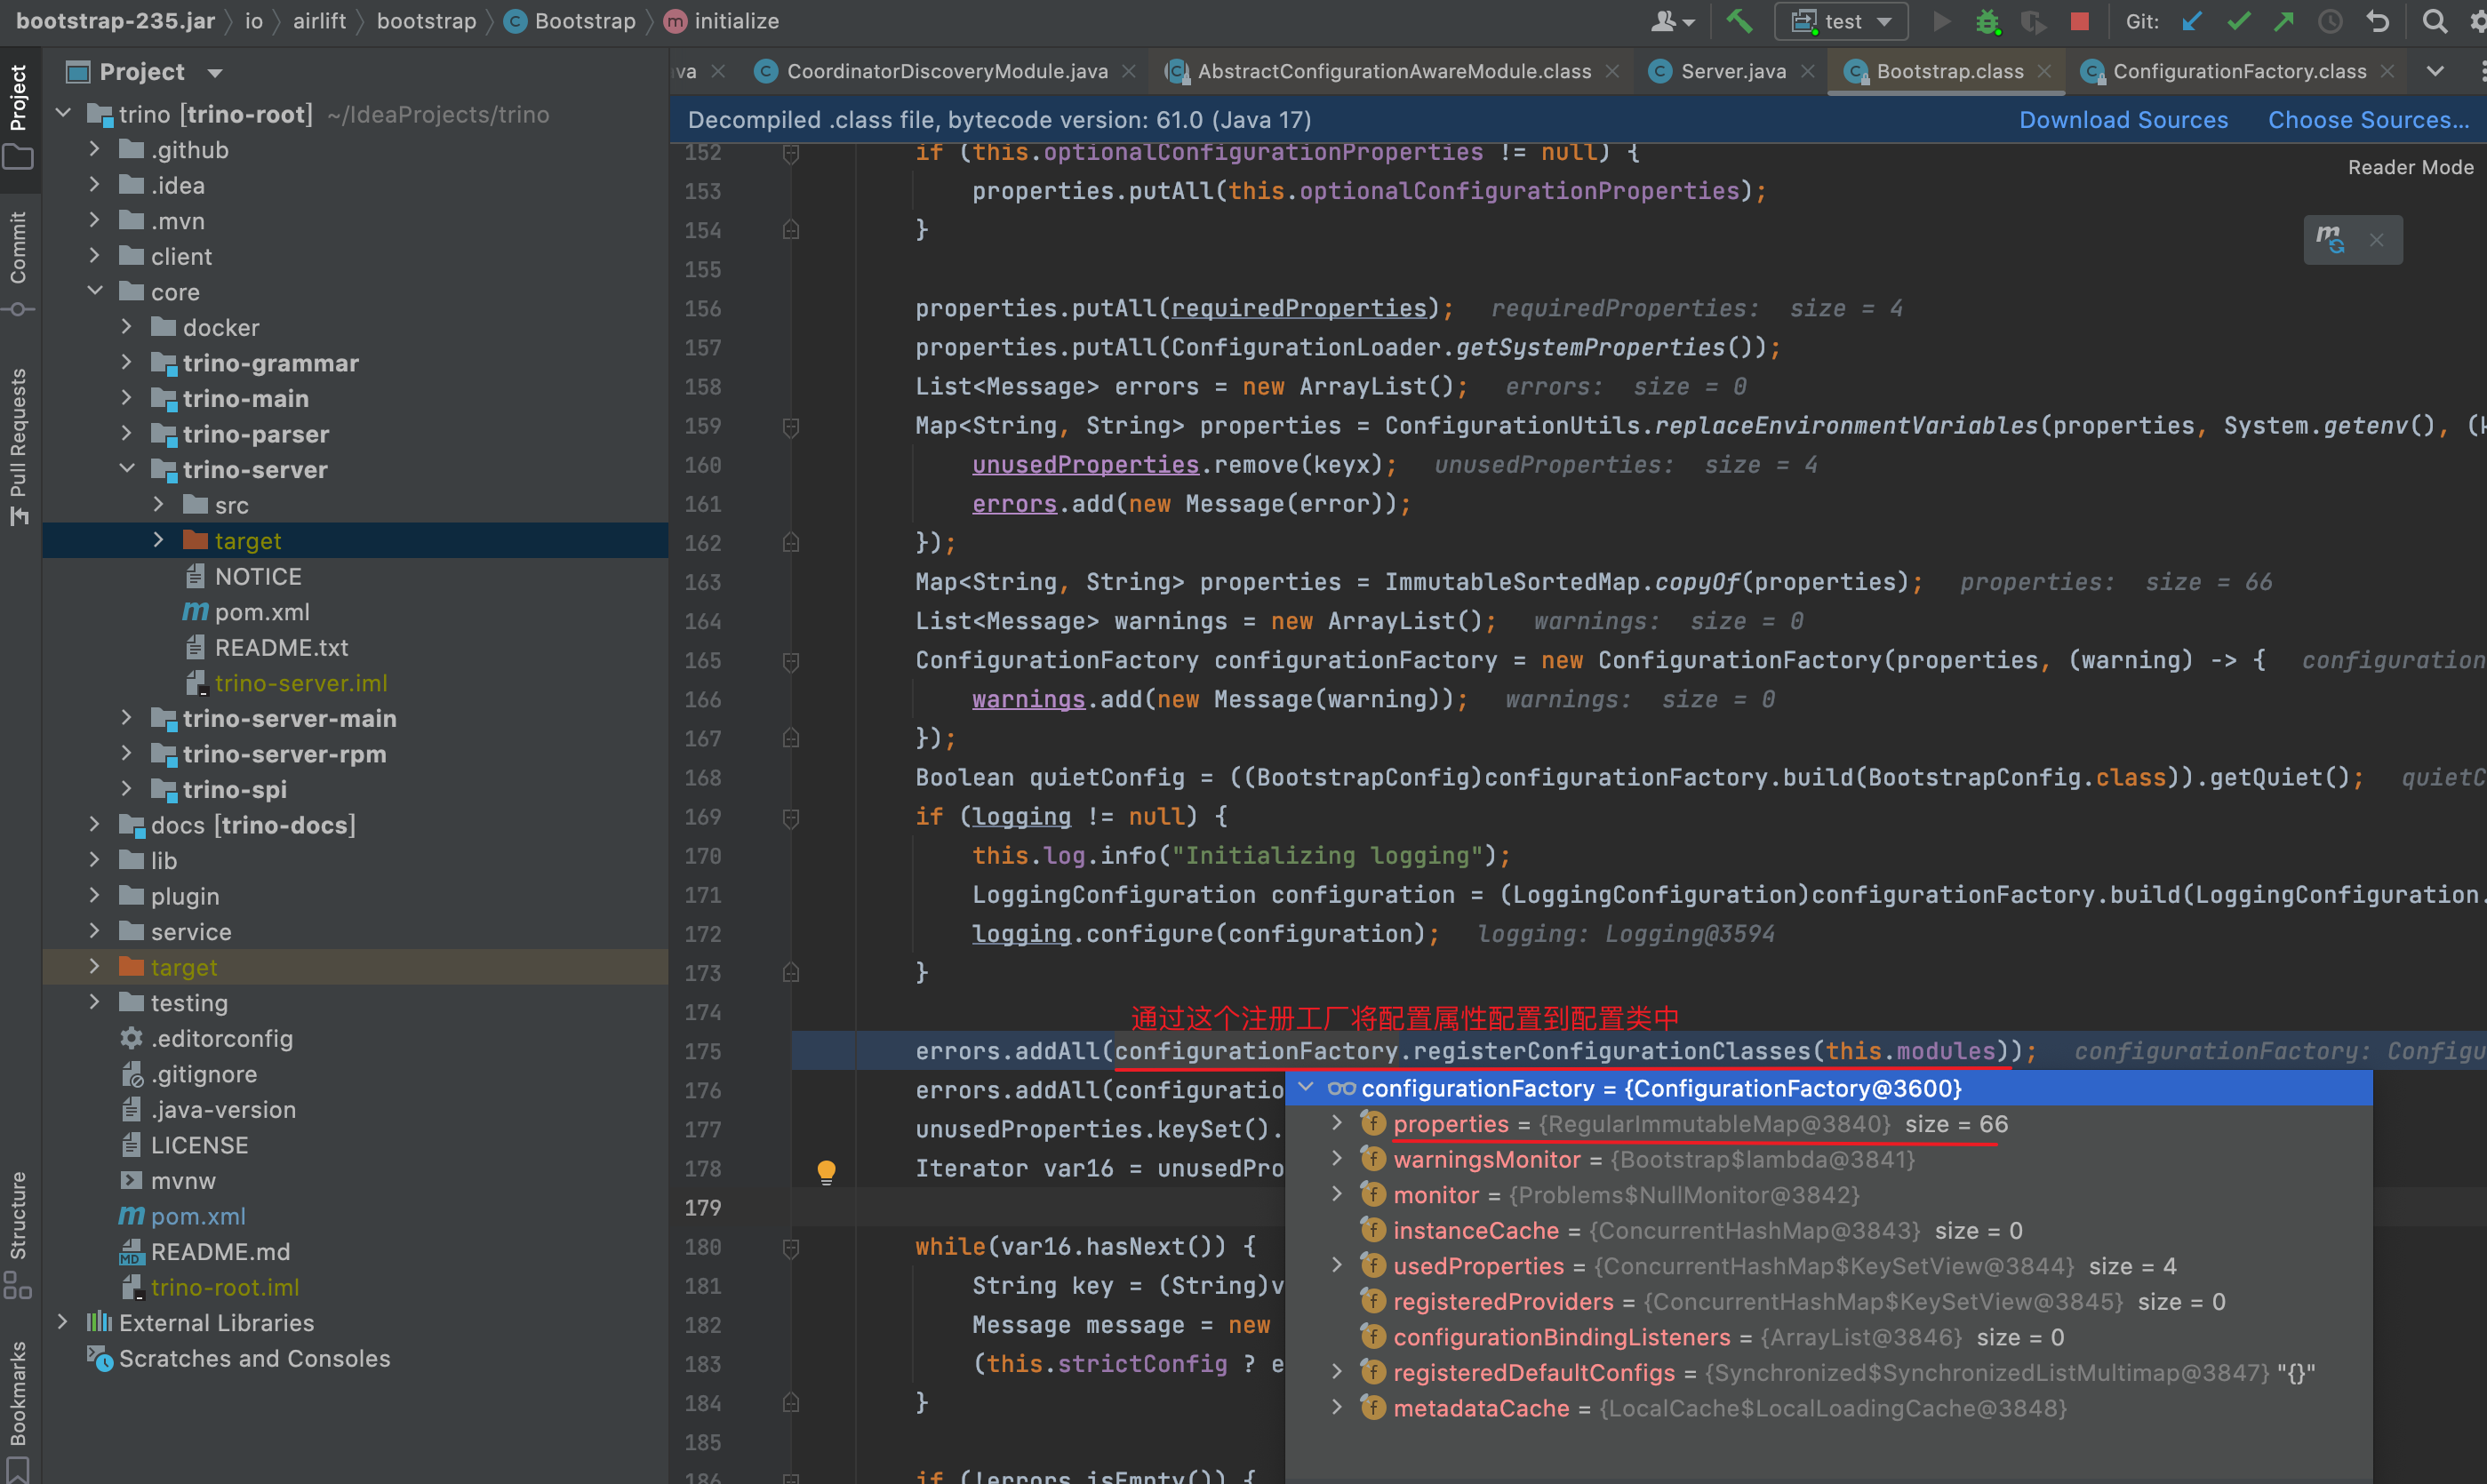 bootstrap-235.jar 〉 io 〉 airlift 〉 bootstrap 〉 Bootstrap 〉 initialize
test
Git:
Project
Commit
Pull Requests
Structure
Bookmarks
Project
trino [trino-root] ~/IdeaProjects/trino
.github
.idea
.mvn
client
core
docker
trino-grammar
trino-main
trino-parser
trino-server
src
target
NOTICE
pom.xml
README.txt
trino-server.iml
trino-server-main
trino-server-rpm
trino-spi
docs [trino-docs]
lib
plugin
service
target
testing
.editorconfig
.gitignore
.java-version
LICENSE
mvnw
pom.xml
README.md
trino-root.iml
External Libraries
Scratches and Consoles
va CoordinatorDiscoveryModule.java AbstractConfigurationAwareModule.class Server.java Bootstrap.class ConfigurationFactory.class
Decompiled .class file, bytecode version: 61.0 (Java 17) Download Sources Choose Sources...
Reader Mode
152 if (this.optionalConfigurationProperties != null) {
153 properties.putAll(this.optionalConfigurationProperties);
154 }
155
156 properties.putAll(requiredProperties); requiredProperties: size = 4
157 properties.putAll(ConfigurationLoader.getSystemProperties());
158 List<Message> errors = new ArrayList(); errors: size = 0
159 Map<String, String> properties = ConfigurationUtils.replaceEnvironmentVariables(properties, System.getenv(), (k
160 unusedProperties.remove(keyx); unusedProperties: size = 4
161 errors.add(new Message(error));
162 });
163 Map<String, String> properties = ImmutableSortedMap.copyOf(properties); properties: size = 66
164 List<Message> warnings = new ArrayList(); warnings: size = 0
165 ConfigurationFactory configurationFactory = new ConfigurationFactory(properties, (warning) -> { configuration
166 warnings.add(new Message(warning)); warnings: size = 0
167 });
168 Boolean quietConfig = ((BootstrapConfig)configurationFactory.build(BootstrapConfig.class)).getQuiet(); quietC
169 if (logging != null) {
170 this.log.info("Initializing logging");
171 LoggingConfiguration configuration = (LoggingConfiguration)configurationFactory.build(LoggingConfiguration.
172 logging.configure(configuration); logging: Logging@3594
173 }
174 通过这个注册工厂将配置属性配置到配置类中
175 errors.addAll(configurationFactory.registerConfigurationClasses(this.modules)); configurationFactory: Configu
176 errors.addAll(configuratio
177 unusedProperties.keySet().
178 Iterator var16 = unusedPro
179
180 while(var16.hasNext()) {
181 String key = (String)v
182 Message message = new
183 (this.strictConfig ? e
184 }
185
186 if (!errors.isEmpty()) {
configurationFactory = {ConfigurationFactory@3600}
properties = {RegularImmutableMap@3840} size = 66
warningsMonitor = {Bootstrap$lambda@3841}
monitor = {Problems$NullMonitor@3842}
instanceCache = {ConcurrentHashMap@3843} size = 0
usedProperties = {ConcurrentHashMap$KeySetView@3844} size = 4
registeredProviders = {ConcurrentHashMap$KeySetView@3845} size = 0
configurationBindingListeners = {ArrayList@3846} size = 0
registeredDefaultConfigs = {Synchronized$SynchronizedListMultimap@3847} "{}"
metadataCache = {LocalCache$LocalLoadingCache@3848}